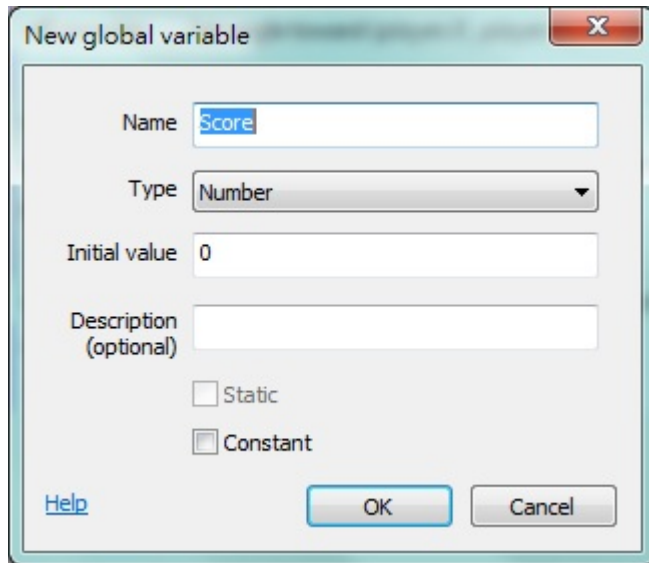 New global variable
Name Score
Type Number
Initial value 0
Description
(optional)
Static
Constant
Help OK Cancel